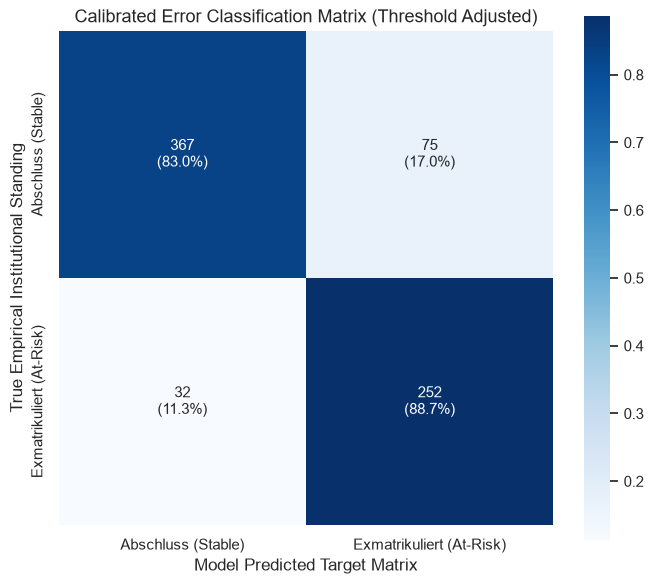 Calibrated Error Classification Matrix (Threshold Adjusted)
True Empirical Institutional Standing
Abschluss (Stable)
Exmatrikuliert (At-Risk)
367
(83.0%)
75
(17.0%)
32
(11.3%)
252
(88.7%)
Abschluss (Stable)
Exmatrikuliert (At-Risk)
Model Predicted Target Matrix
0.8
0.7
0.6
0.5
0.4
0.3
0.2